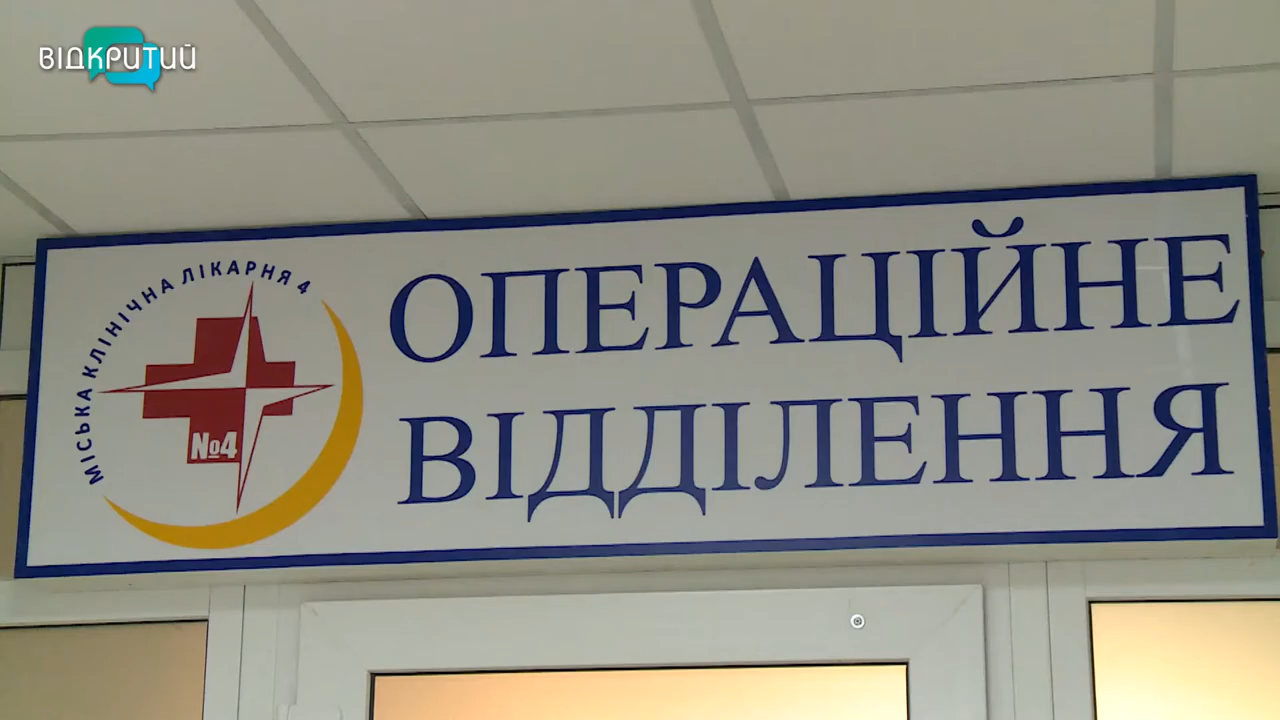 ВІДКРИТИЙ
МІСЬКА КЛІНІЧНА ЛІКАРНЯ 4
№4
ОПЕРАЦІЙНЕ
ВІДДІЛЕННЯ